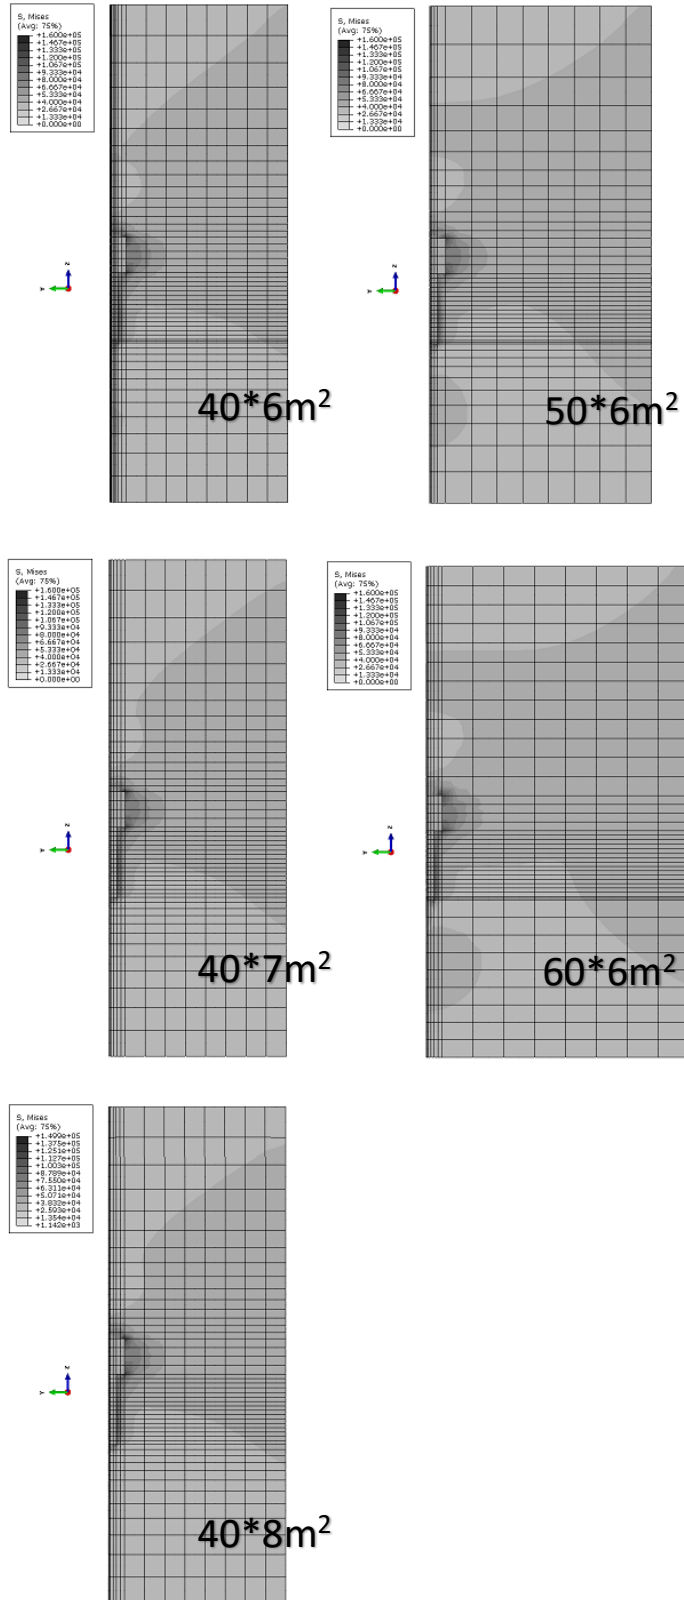 S, Mises
(Avg: 75%)
+1.600e+05
+1.467e+05
+1.333e+05
+1.200e+05
+1.067e+05
+9.333e+04
+8.000e+04
+6.667e+04
+5.333e+04
+4.000e+04
+2.667e+04
+1.333e+04
+0.000e+00
Z
Y
40*6m²
S, Mises
(Avg: 75%)
+1.600e+05
+1.467e+05
+1.333e+05
+1.200e+05
+1.067e+05
+9.333e+04
+8.000e+04
+6.667e+04
+5.333e+04
+4.000e+04
+2.667e+04
+1.333e+04
+0.000e+00
Z
Y
50*6m²
S, Mises
(Avg: 75%)
+1.600e+05
+1.467e+05
+1.333e+05
+1.200e+05
+1.067e+05
+9.333e+04
+8.000e+04
+6.667e+04
+5.333e+04
+4.000e+04
+2.667e+04
+1.333e+04
+0.000e+00
Z
Y
40*7m²
S, Mises
(Avg: 75%)
+1.600e+05
+1.467e+05
+1.333e+05
+1.200e+05
+1.067e+05
+9.333e+04
+8.000e+04
+6.667e+04
+5.333e+04
+4.000e+04
+2.667e+04
+1.333e+04
+0.000e+00
Z
Y
60*6m²
S, Mises
(Avg: 75%)
+1.499e+05
+1.375e+05
+1.251e+05
+1.127e+05
+1.003e+05
+8.789e+04
+7.550e+04
+6.311e+04
+5.071e+04
+3.832e+04
+2.593e+04
+1.354e+04
+1.142e+03
Z
Y
40*8m²